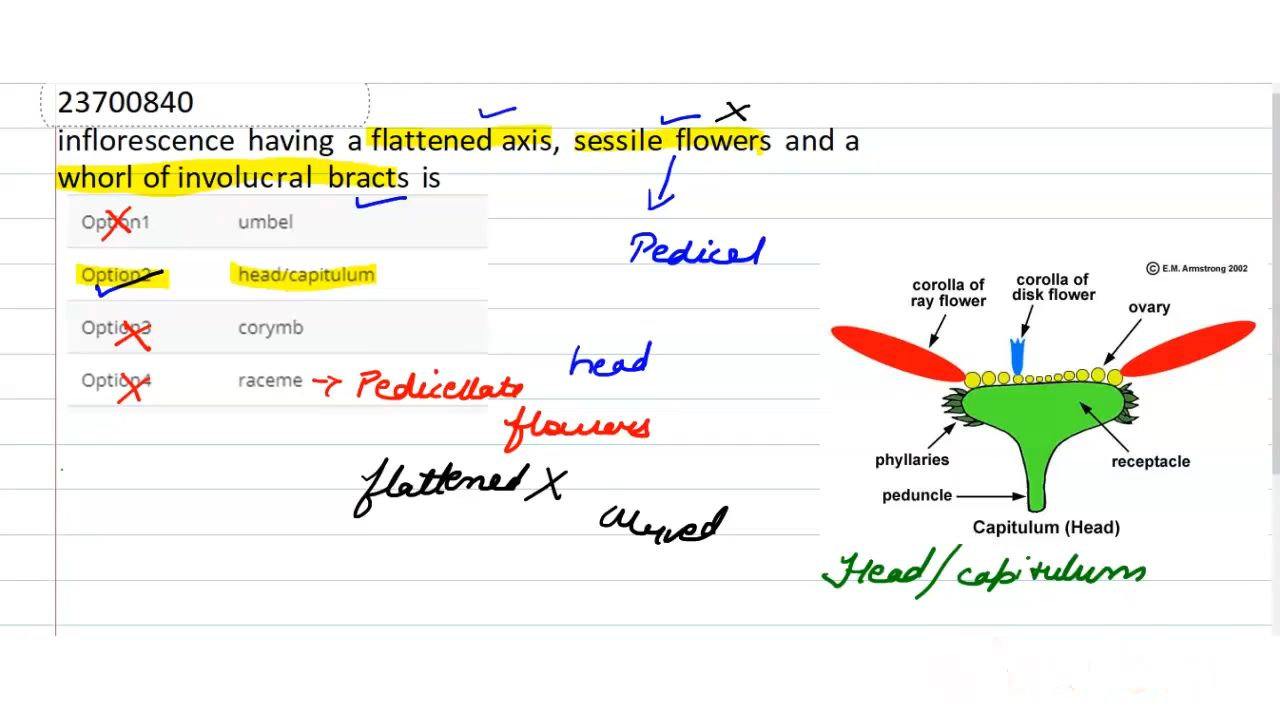 23700840
inflorescence having a flattened axis, sessile flowers and a
whorl of involucral bracts is
Option1 umbel
Option2 head/capitulum
Option3 corymb
Option4 raceme → Pedicellate
flowers
flattened X
Pedicel
head
© E.M. Armstrong 2002
corolla of
ray flower
corolla of
disk flower
ovary
phyllaries
receptacle
peduncle
Capitulum (Head)
Head/capitulum